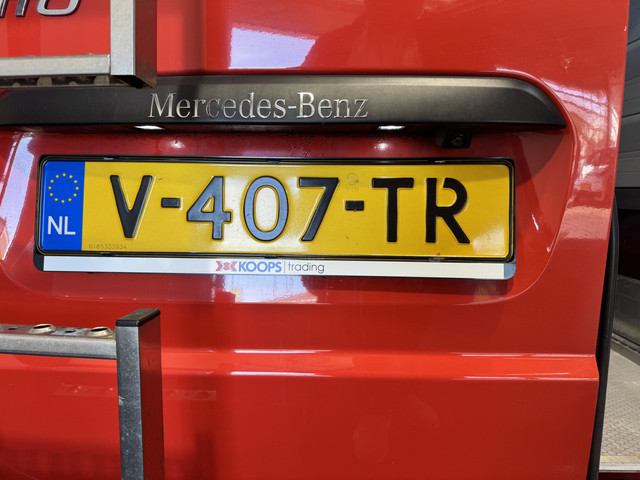 Mercedes-Benz
V-407-TR
NL
KOOPS trading